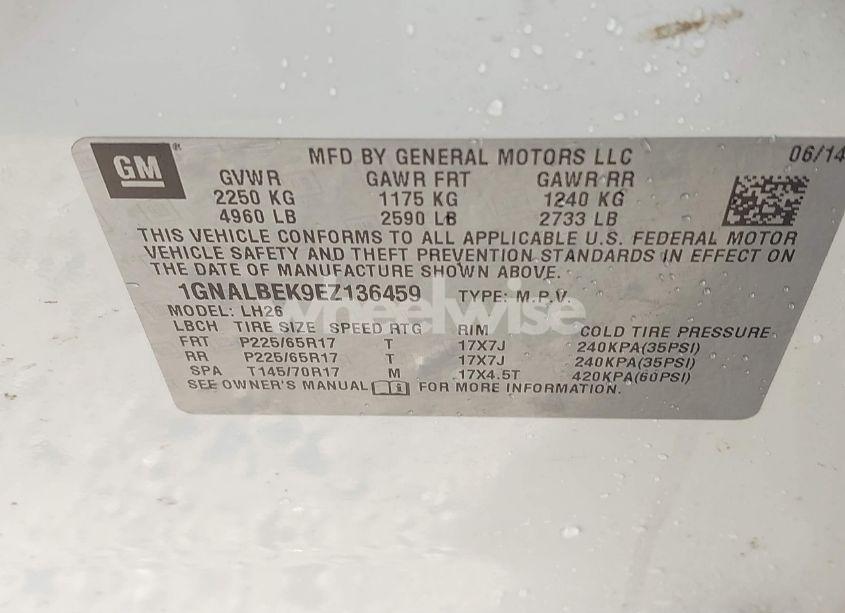 GM
MFD BY GENERAL MOTORS LLC 06/14
GVWR GAWR FRT GAWR RR
2250 KG 1175 KG 1240 KG
4960 LB 2590 LB 2733 LB
THIS VEHICLE CONFORMS TO ALL APPLICABLE U.S. FEDERAL MOTOR
VEHICLE SAFETY AND THEFT PREVENTION STANDARDS IN EFFECT ON
THE DATE OF MANUFACTURE SHOWN ABOVE.
1GNALBEK9EZ136459 TYPE: M.P.V.
wheelwise
MODEL: LH26
LBCH TIRE SIZE SPEED RTG RIM COLD TIRE PRESSURE
FRT P225/65R17 T 17X7J 240KPA(35PSI)
RR P225/65R17 T 17X7J 240KPA(35PSI)
SPA T145/70R17 M 17X4.5T 420KPA(60PSI)
SEE OWNER'S MANUAL FOR MORE INFORMATION.